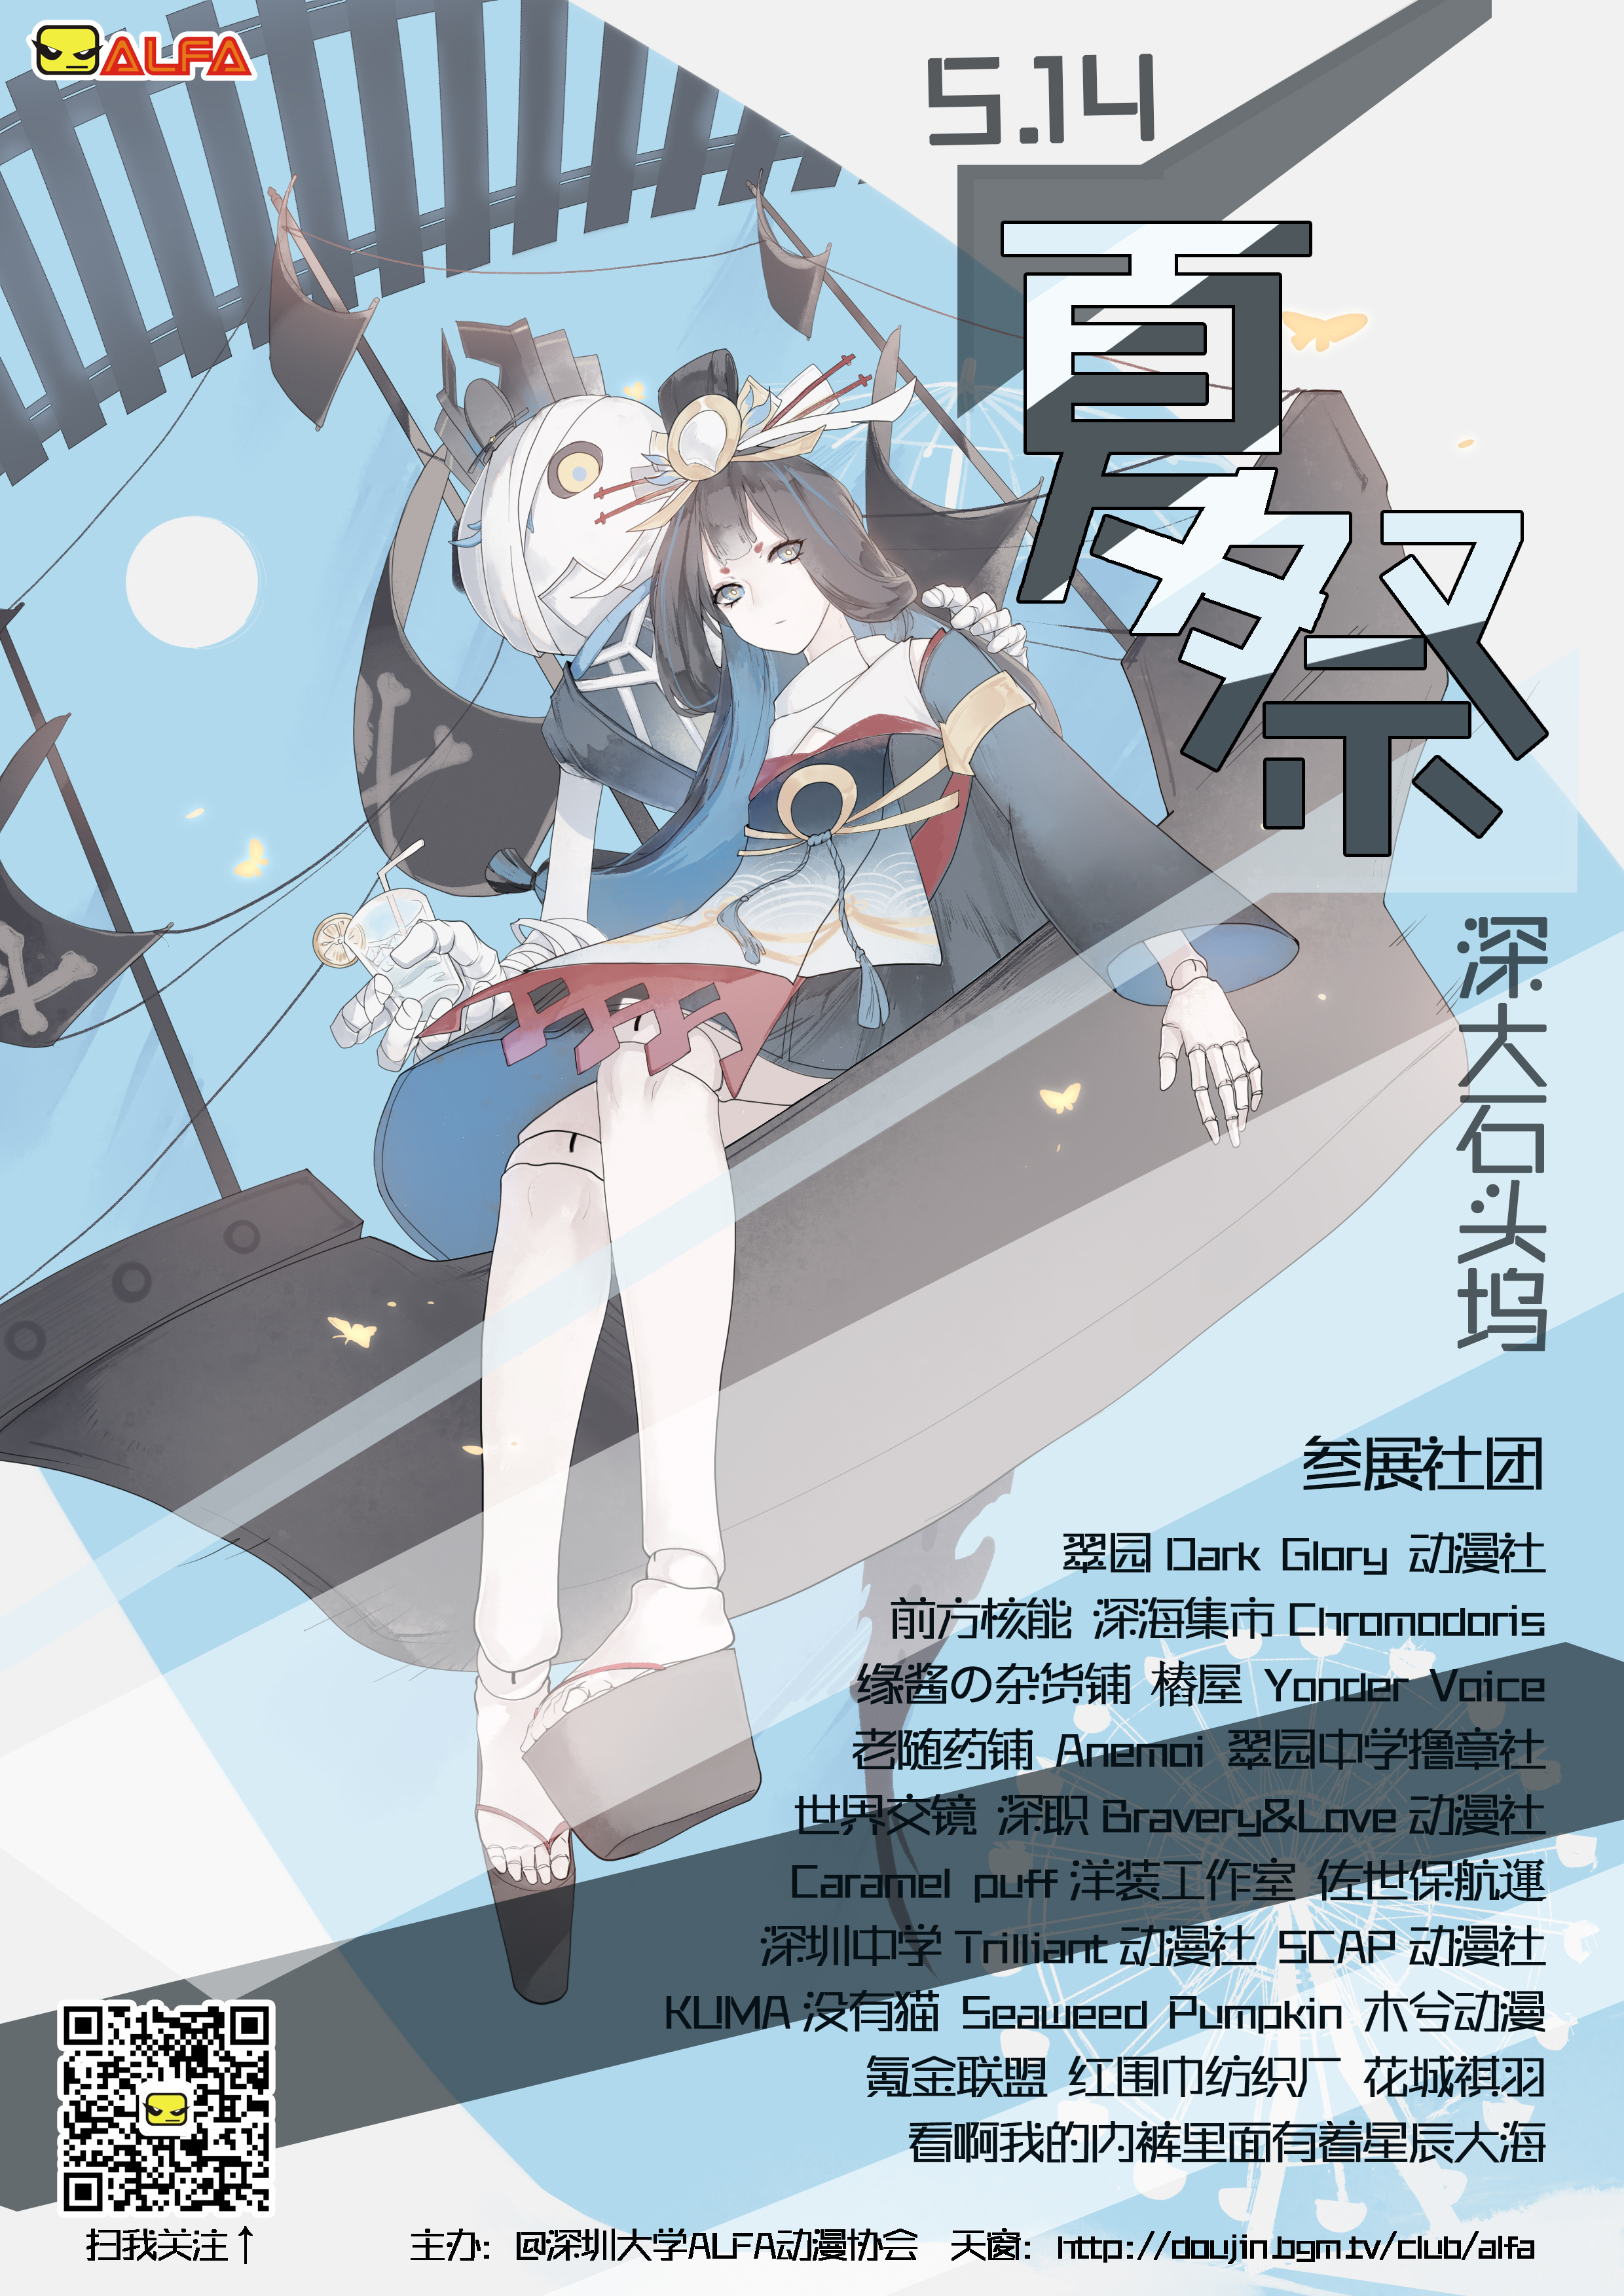 ALFA
5.14
夏祭
深大石头坞
参展社团
翠园 Dark Glory 动漫社
前方核能 深海集市 Chromodoris
缘酱の杂货铺 椿屋 Yonder Voice
老随药铺 Anemoi 翠园中学撸章社
世界交镜 深职 Bravery&Love 动漫社
Caramel puff 洋装工作室 佐世保航運
深圳中学 Trilliant 动漫社 SCAP 动漫社
KUMA 没有猫 Seaweed Pumpkin 木兮动漫
氪金联盟 红围巾纺织厂 花城祺羽
看啊我的内裤里面有着星辰大海
扫我关注↑
主办：@深圳大学ALFA动漫协会 天窗：http://doujin.bgm.tv/club/alfa